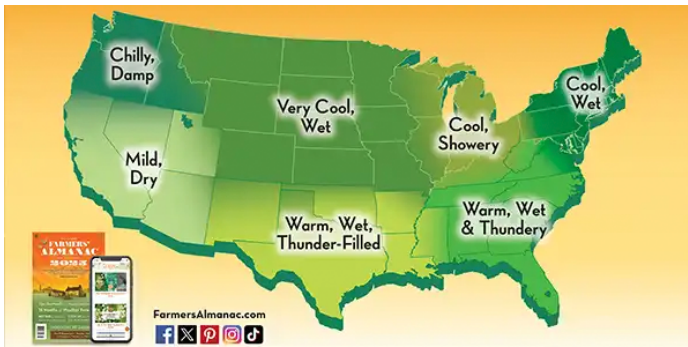 Chilly,
Damp
Very Cool,
Wet
Cool,
Wet
Cool,
Showery
Mild,
Dry
Warm, Wet,
Thunder-Filled
Warm, Wet
& Thundery
FARMERS'
ALMANAC
FarmersAlmanac.com